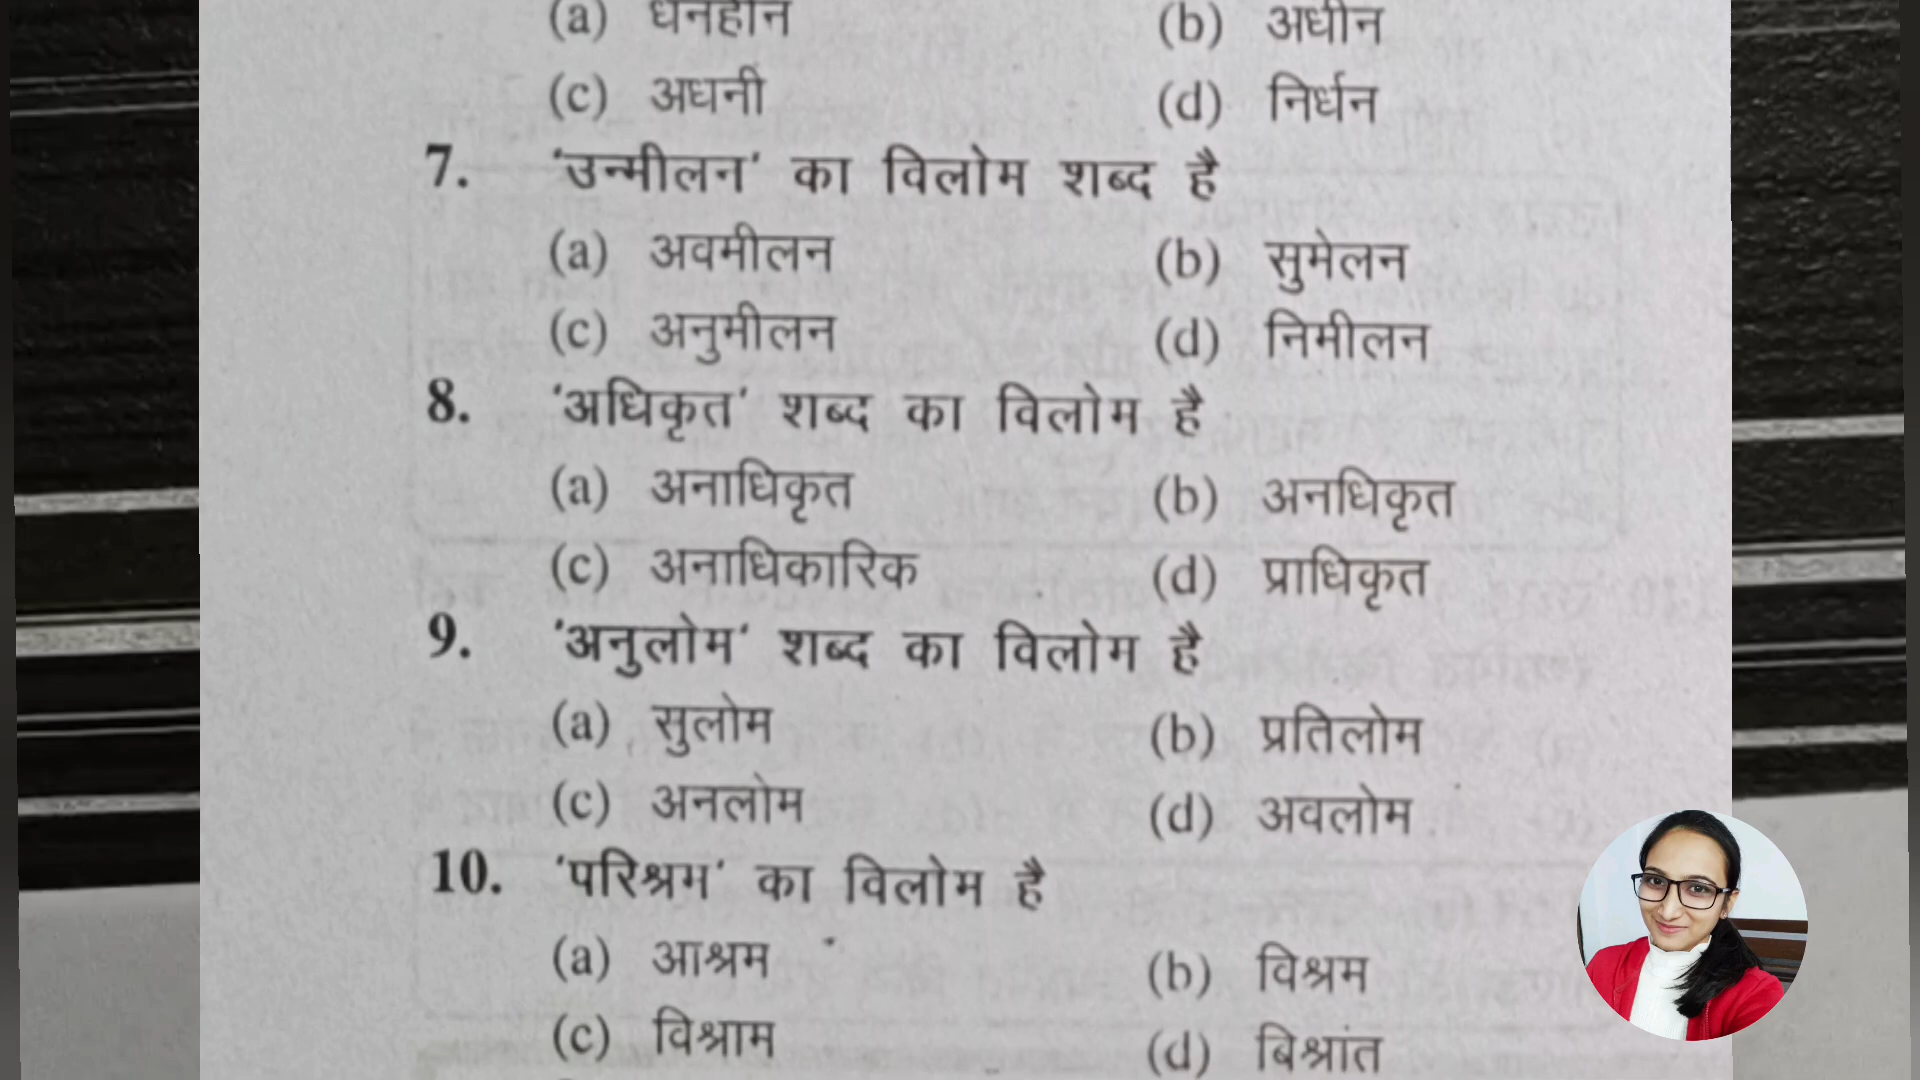 (a) धनहीन (b) अधीन
(c) अधनी (d) निर्धन
7. 'उन्मीलन' का विलोम शब्द है
(a) अवमीलन (b) सुमेलन
(c) अनुमीलन (d) निमीलन
8. 'अधिकृत' शब्द का विलोम है
(a) अनाधिकृत (b) अनधिकृत
(c) अनाधिकारिक (d) प्राधिकृत
9. 'अनुलोम' शब्द का विलोम है
(a) सुलोम (b) प्रतिलोम
(c) अनलोम (d) अवलोम
10. 'परिश्रम' का विलोम है
(a) आश्रम (b) विश्रम
(c) विश्राम (d) बिश्रांत